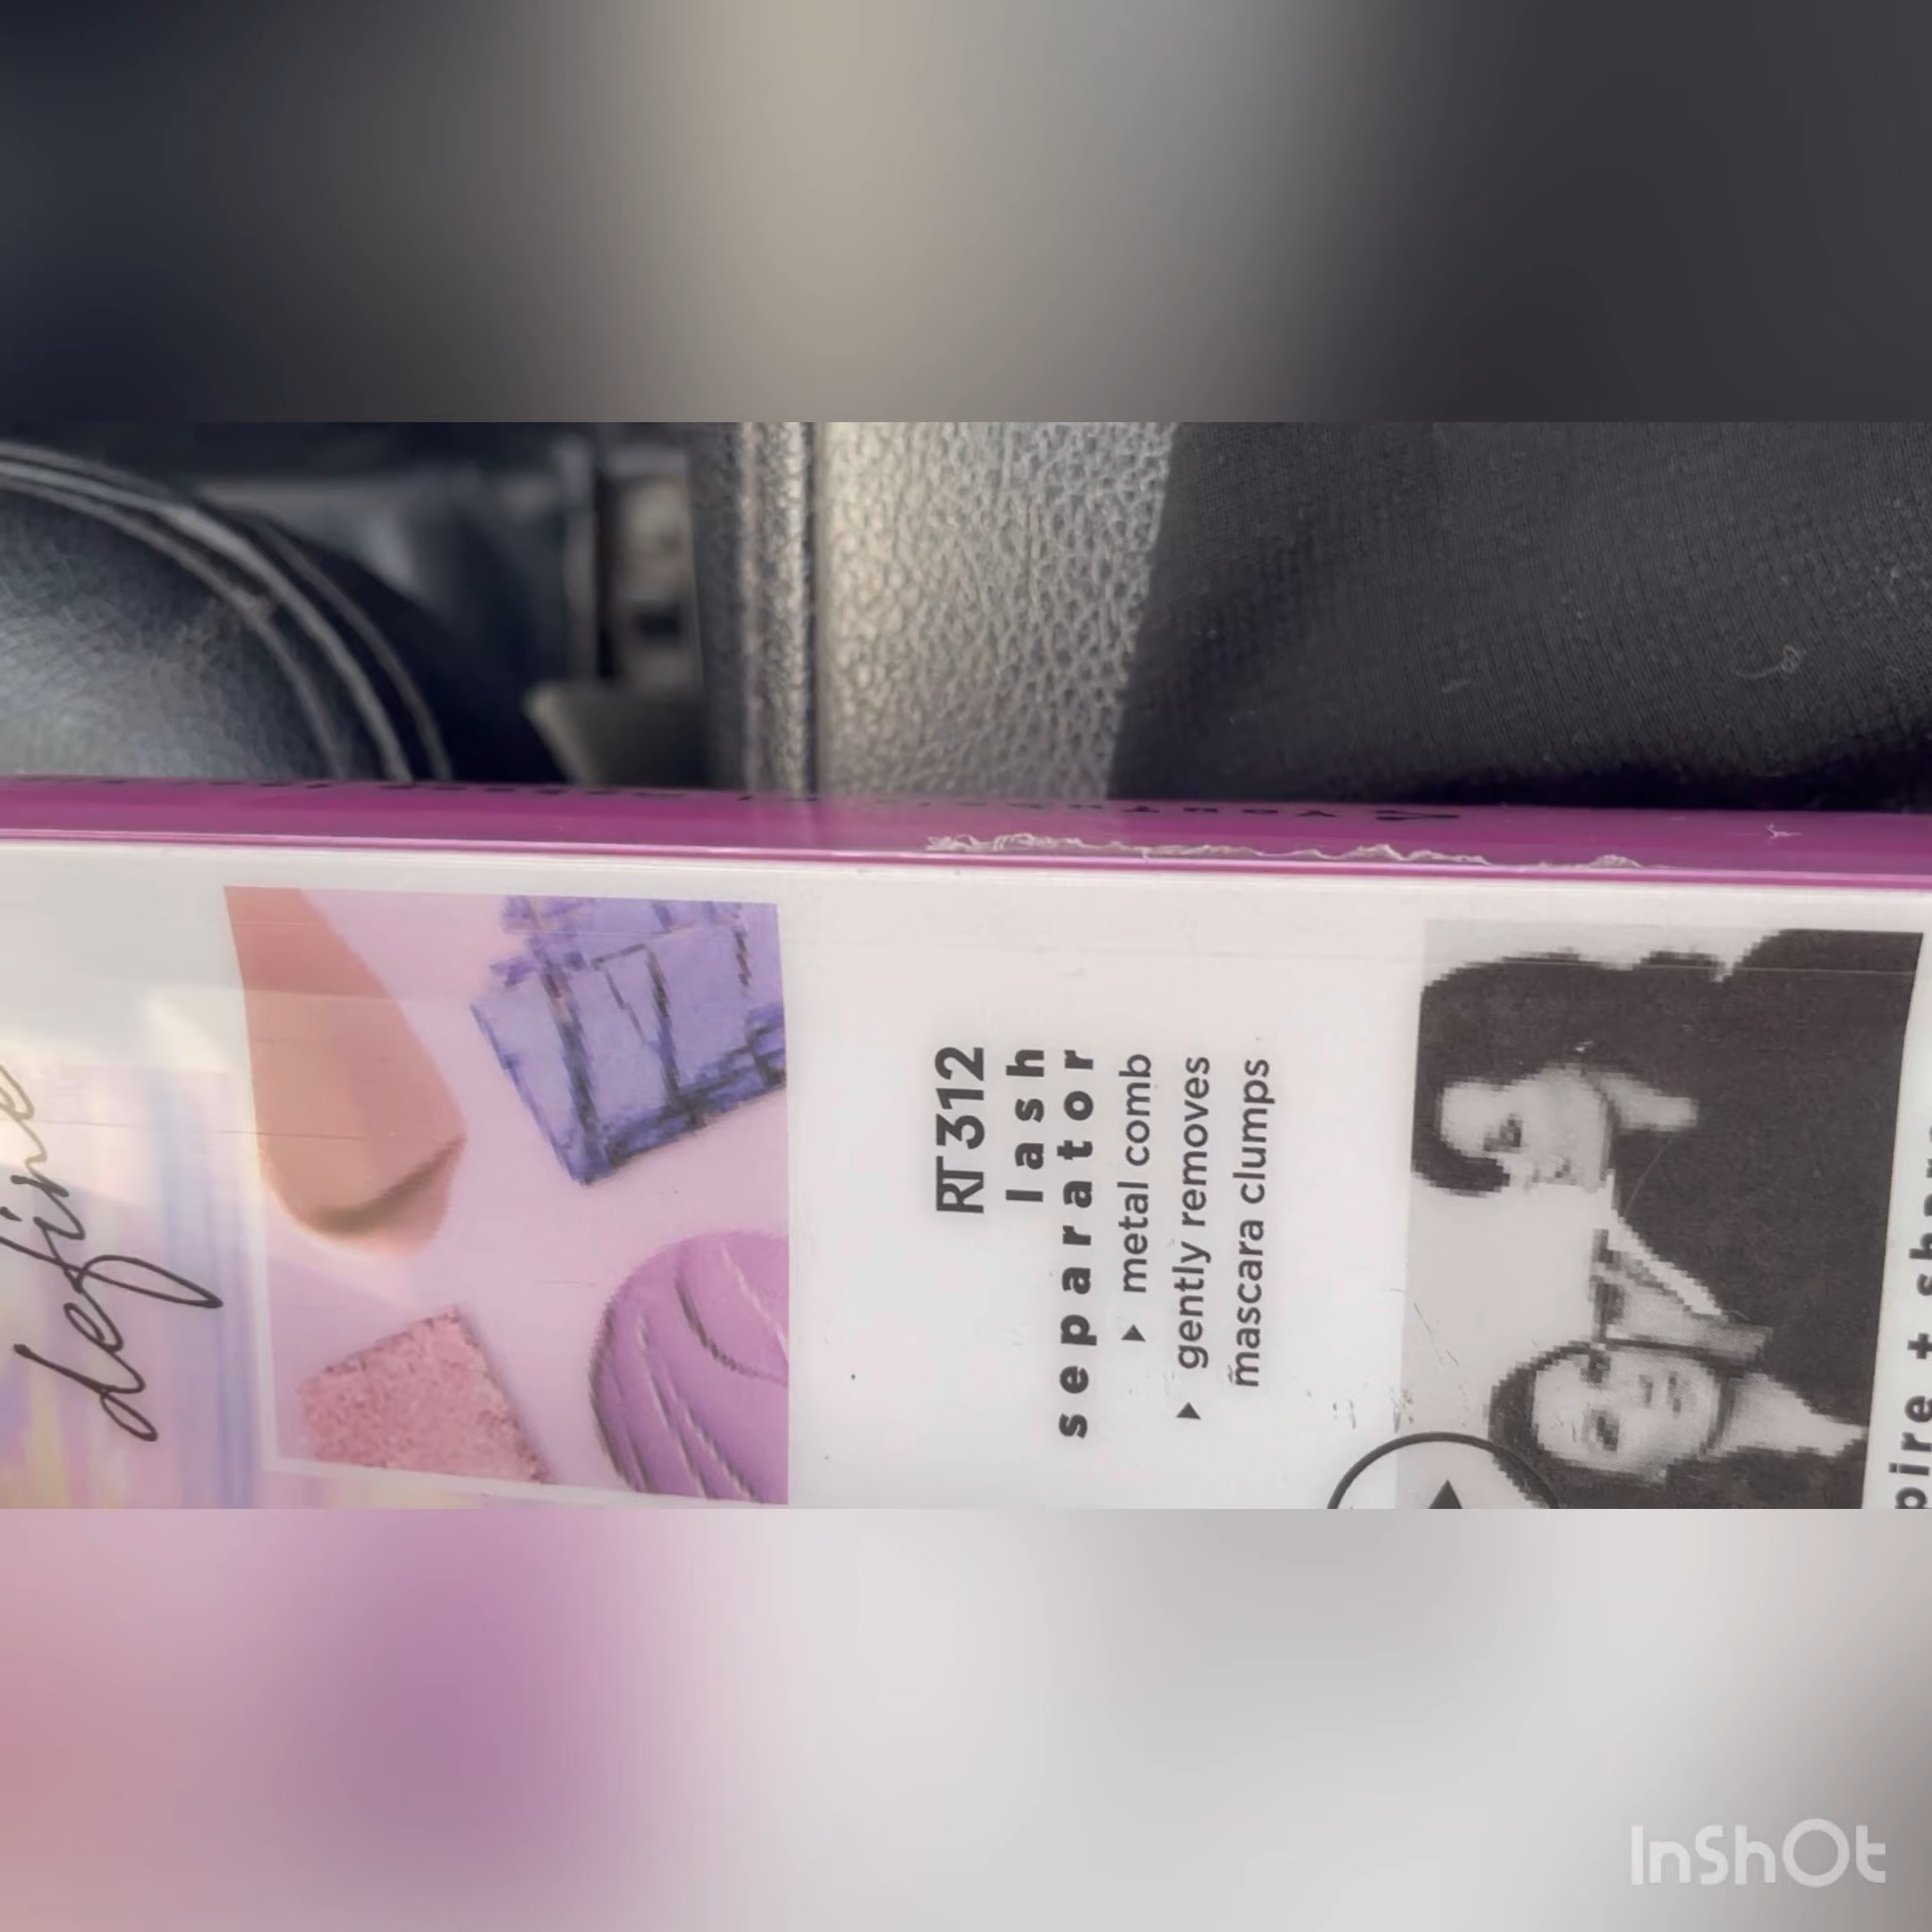 define
RT 312
lash
separator
▸ metal comb
▸ gently removes
mascara clumps
InShOt